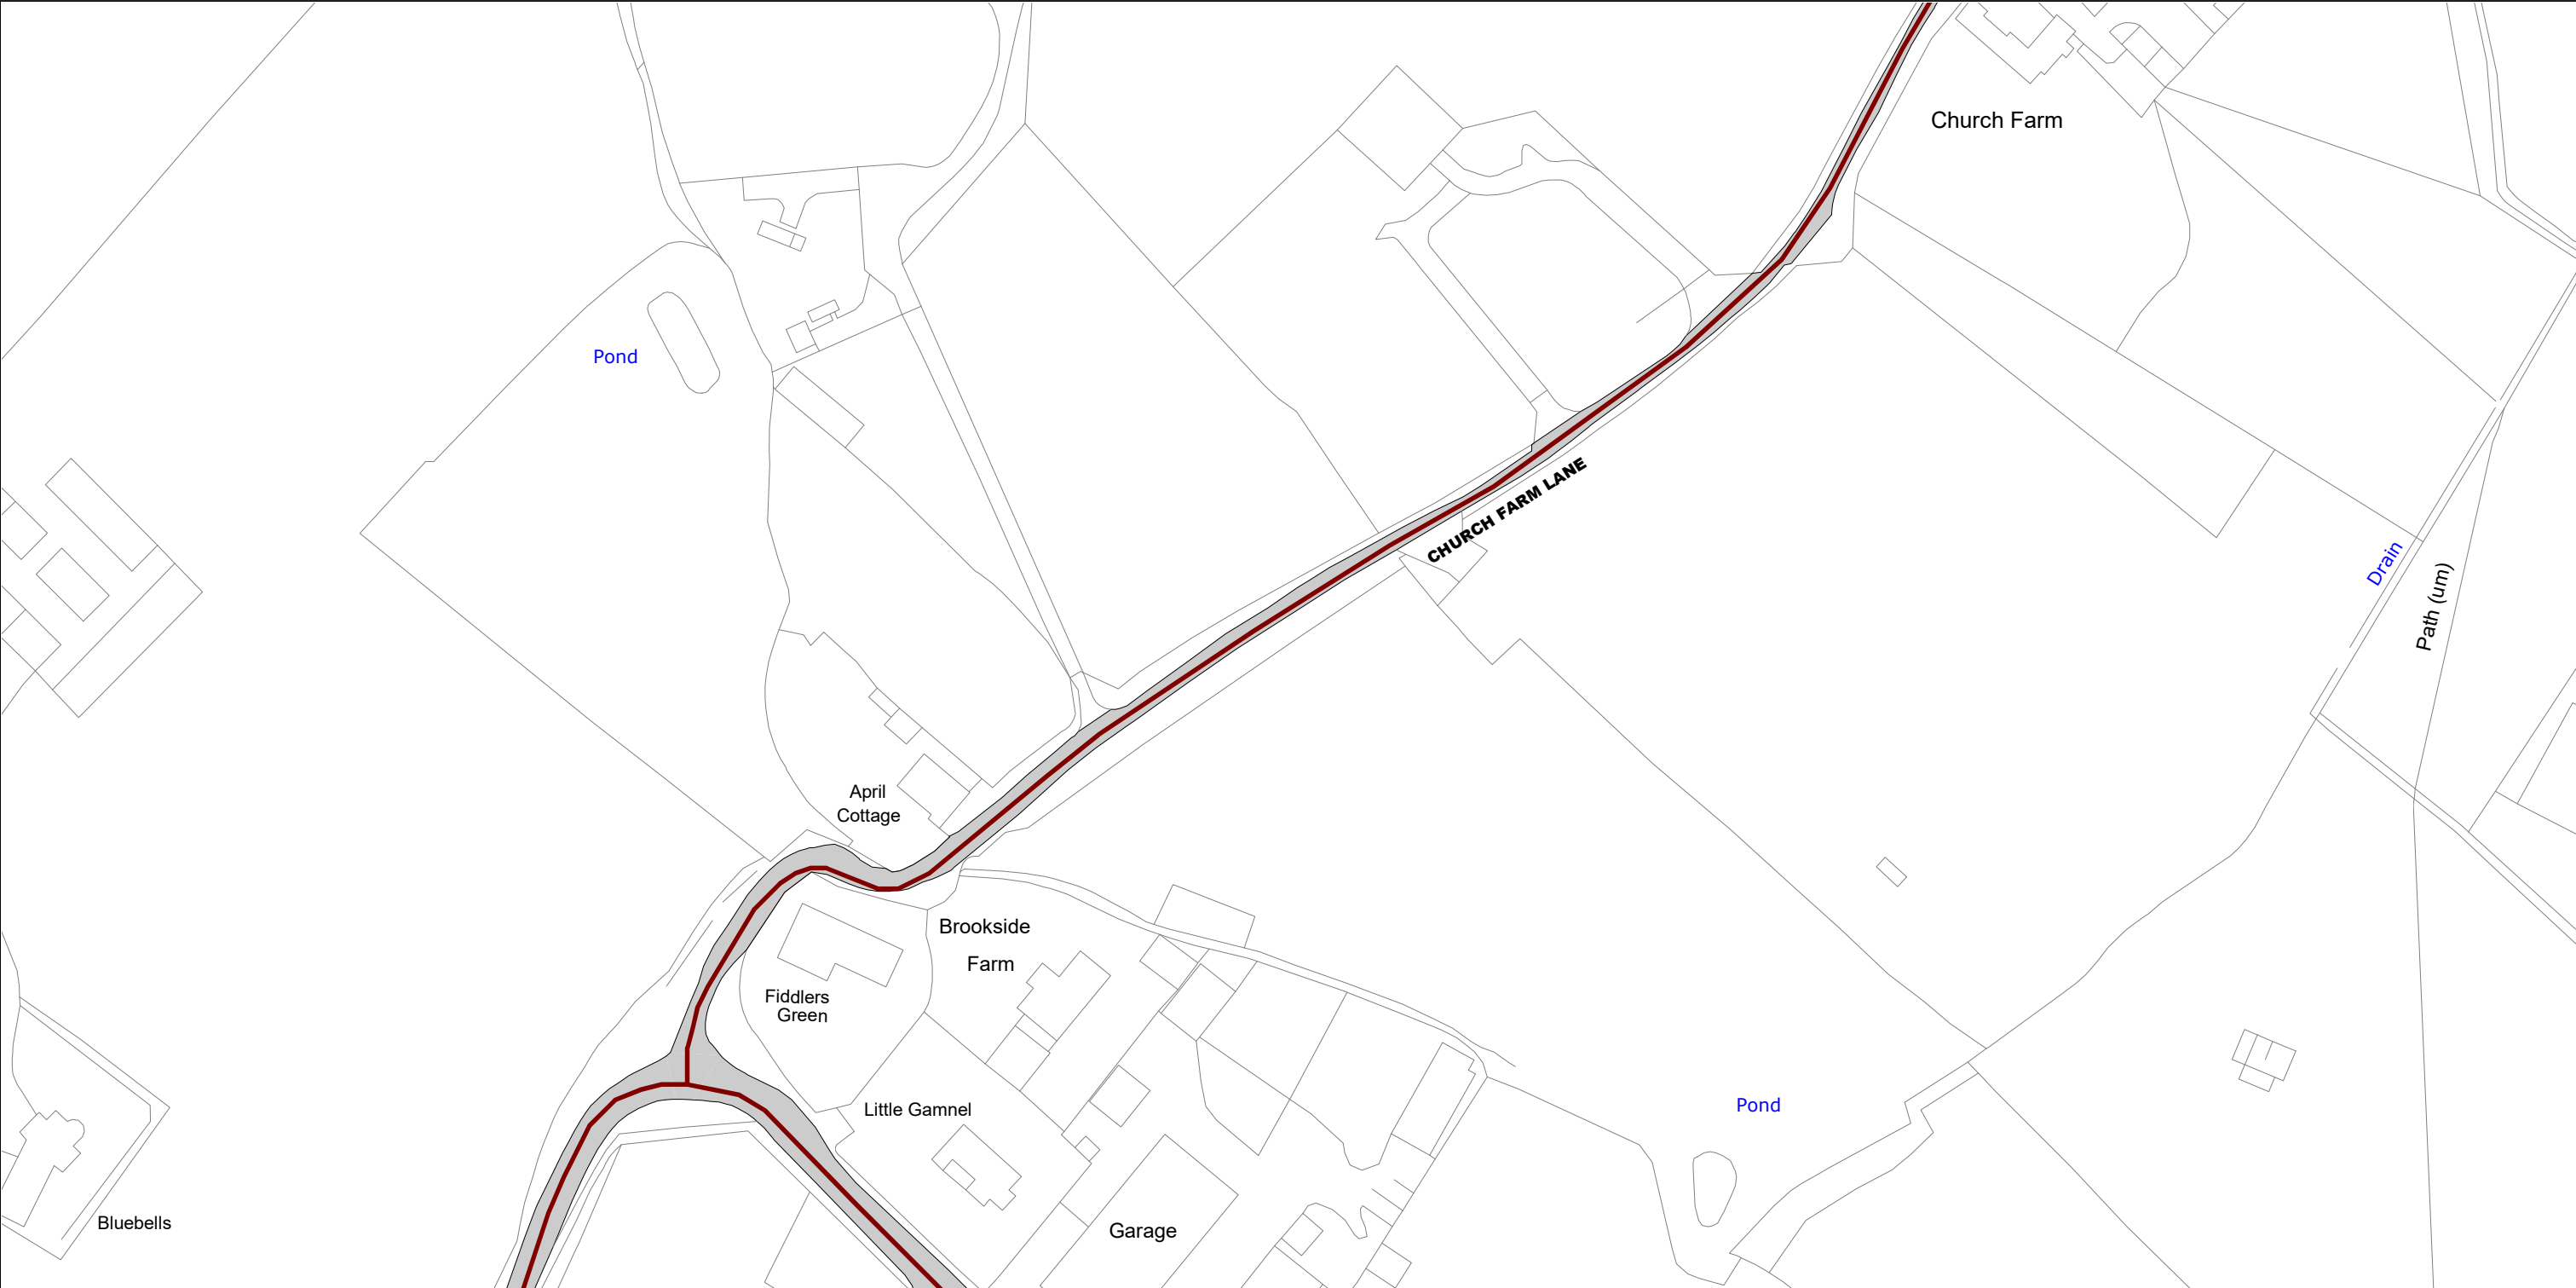 Church Farm
Pond
CHURCH FARM LANE
Drain
Path (um)
April
Cottage
Brookside
Farm
Fiddlers
Green
Little Gamnel
Pond
Bluebells
Garage